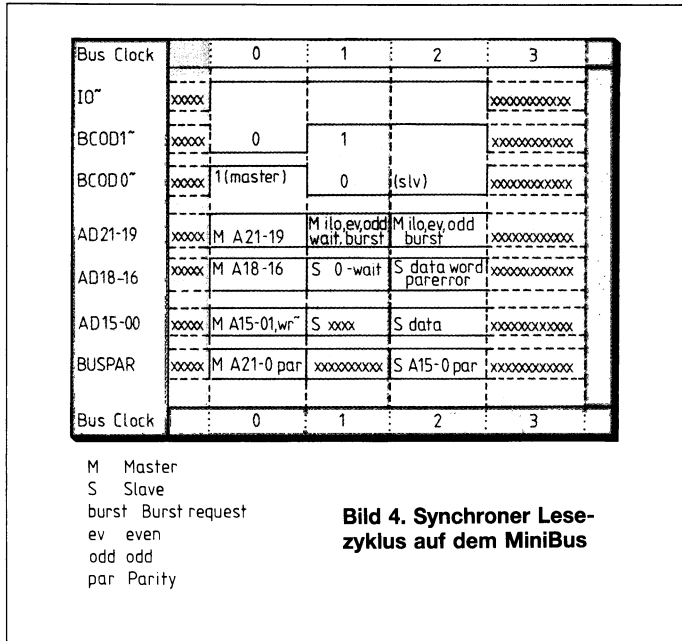 Bus Clock 0 1 2 3
IO~ xxxxx xxxxxxxxxxx
BCOD1~ xxxxx 0 1 xxxxxxxxxxx
BCOD0~ xxxxx 1(master) 0 (slv) xxxxxxxxxxx
AD21-19 xxxxx M A21-19 M ilo,ev,odd wait,burst M ilo,ev,odd burst xxxxxxxxxxx
AD18-16 xxxxx M A18-16 S 0-wait S data word parerror xxxxxxxxxxx
AD15-00 xxxxx M A15-01,wr~ S xxxx S data xxxxxxxxxxx
BUSPAR xxxxx M A21-0 par xxxxxxxxxx S A15-0 par xxxxxxxxxxx
Bus Clock 0 1 2 3
M Master
S Slave
burst Burst request
ev even
odd odd
par Parity
Bild 4. Synchroner Lese-
zyklus auf dem MiniBus